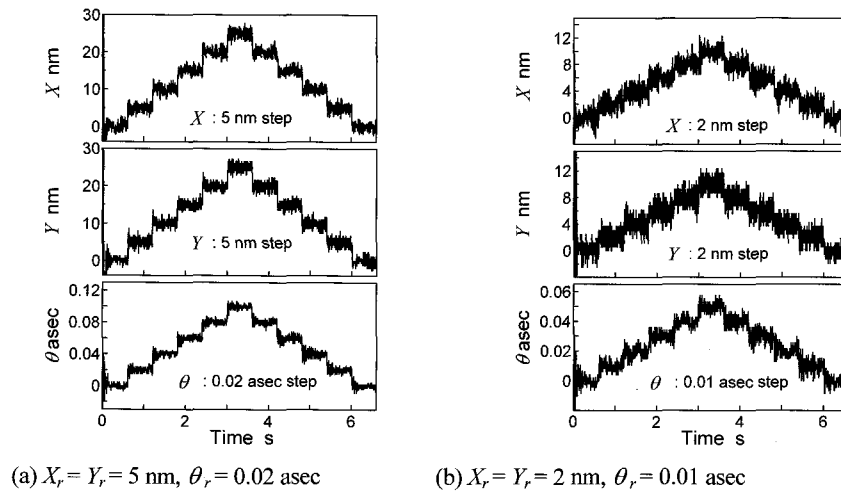 30
20
10
0
X nm
X : 5 nm step
30
20
10
0
Y nm
Y : 5 nm step
0.12
0.08
0.04
0
θ asec
θ : 0.02 asec step
0 2 4 6
Time s
(a) Xr = Yr = 5 nm, θr = 0.02 asec
12
8
4
0
X nm
X : 2 nm step
12
8
4
0
Y nm
Y : 2 nm step
0.06
0.04
0.02
0
θ asec
θ : 0.01 asec step
0 2 4 6
Time s
(b) Xr = Yr = 2 nm, θr = 0.01 asec